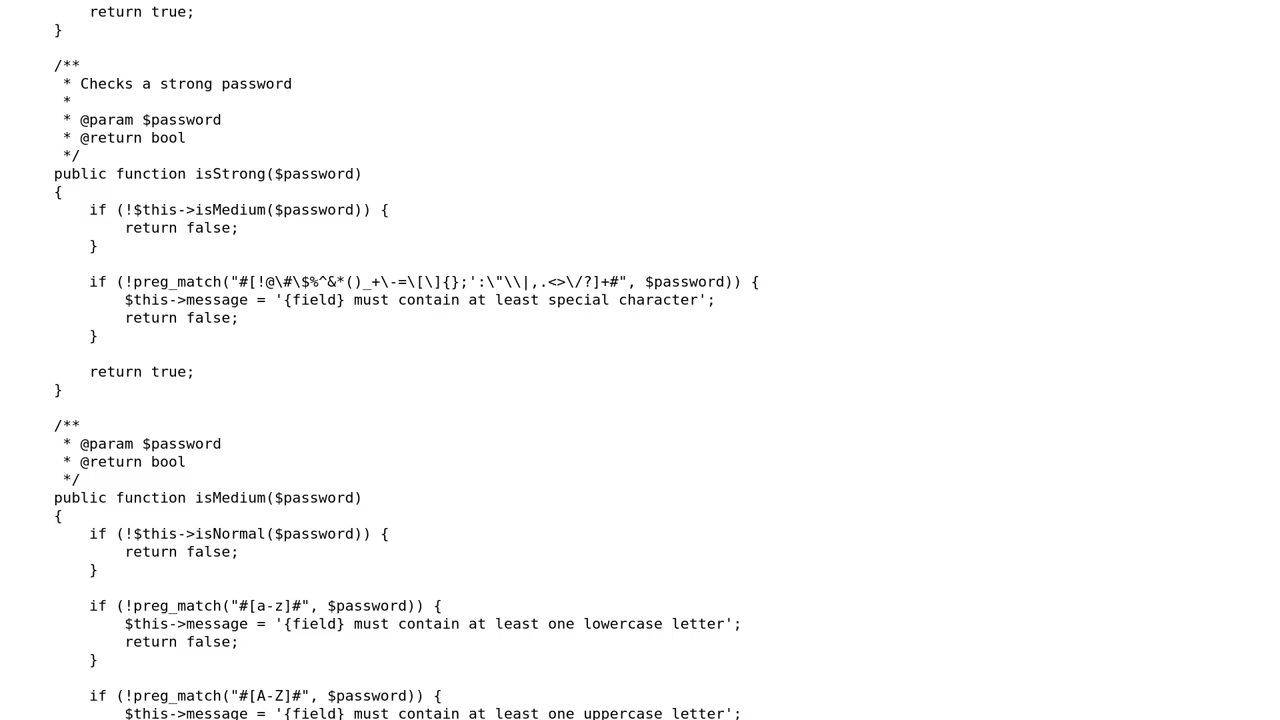 return true;
    }

    /**
     * Checks a strong password
     *
     * @param $password
     * @return bool
     */
    public function isStrong($password)
    {
        if (!$this->isMedium($password)) {
            return false;
        }

        if (!preg_match("#[!@\#\$%^&*()_+\-=\[\]{};':\"\\|,.<>\/?]+#", $password)) {
            $this->message = '{field} must contain at least special character';
            return false;
        }

        return true;
    }

    /**
     * @param $password
     * @return bool
     */
    public function isMedium($password)
    {
        if (!$this->isNormal($password)) {
            return false;
        }

        if (!preg_match("#[a-z]#", $password)) {
            $this->message = '{field} must contain at least one lowercase letter';
            return false;
        }

        if (!preg_match("#[A-Z]#", $password)) {
            $this->message = '{field} must contain at least one uppercase letter';